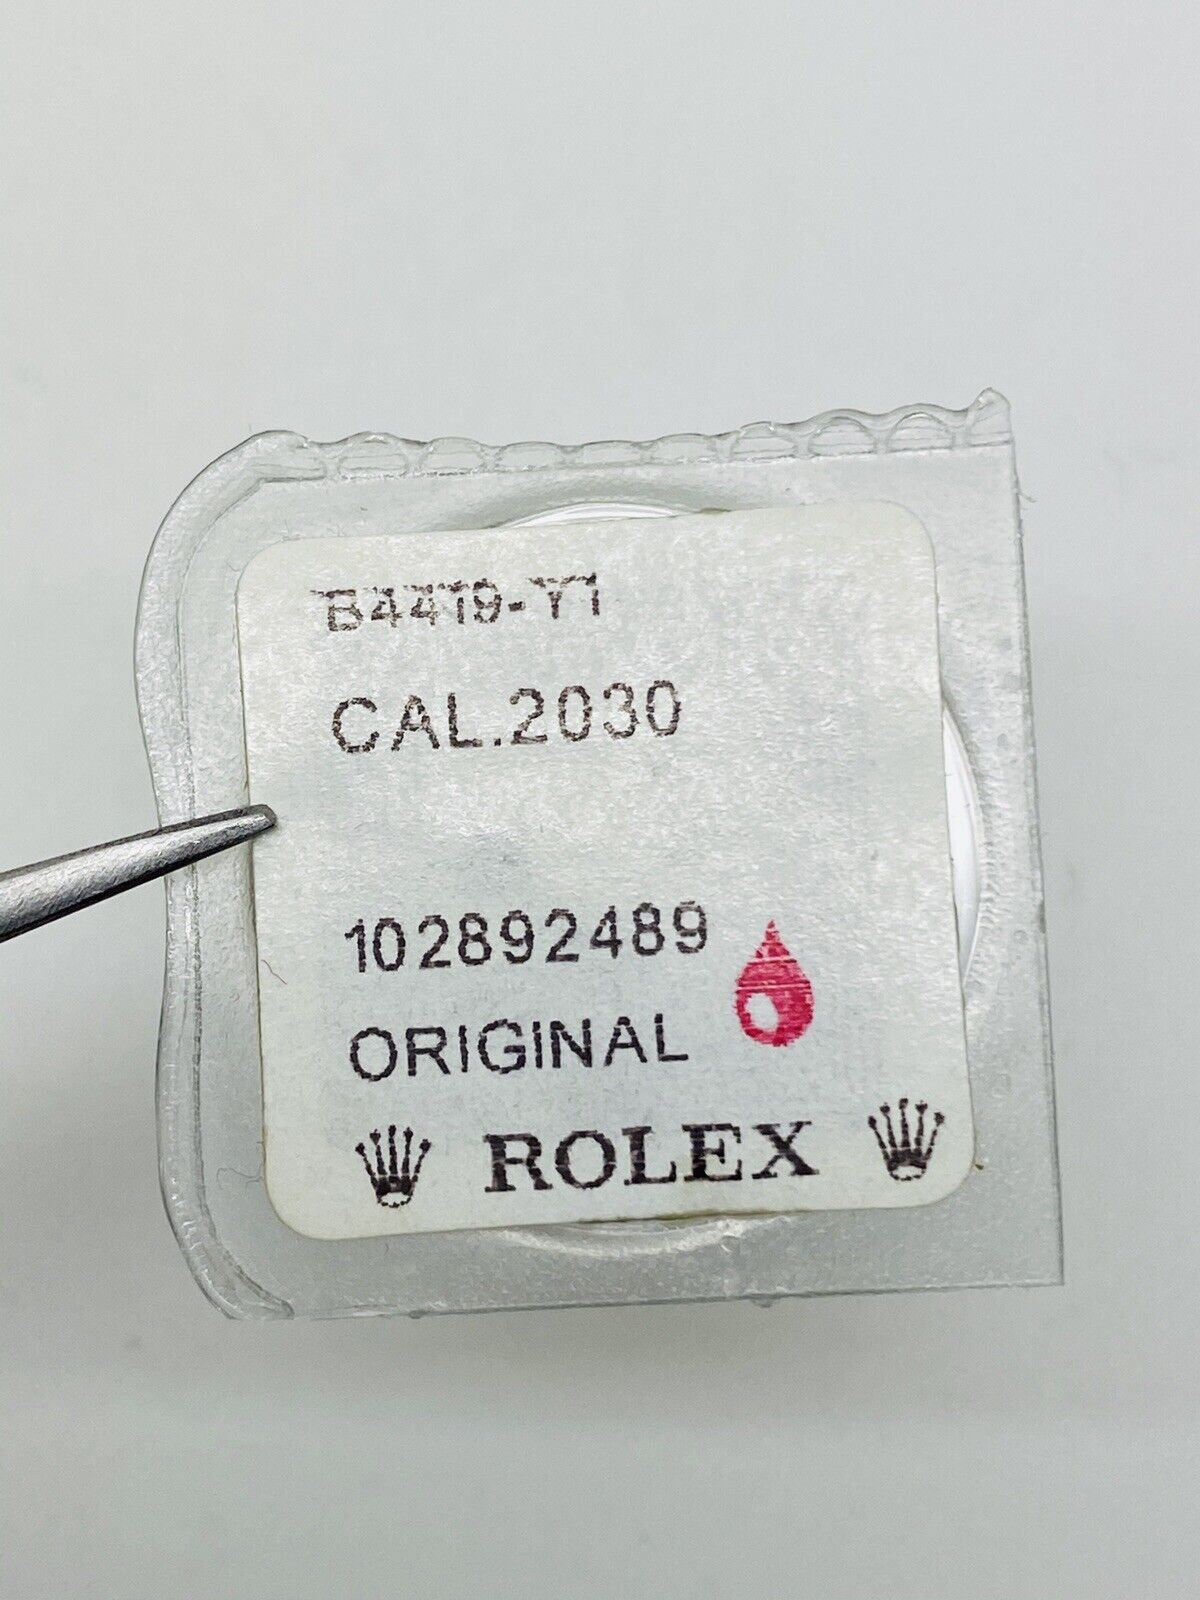 B4419-Y1
CAL.2030
102892489
ORIGINAL
ROLEX